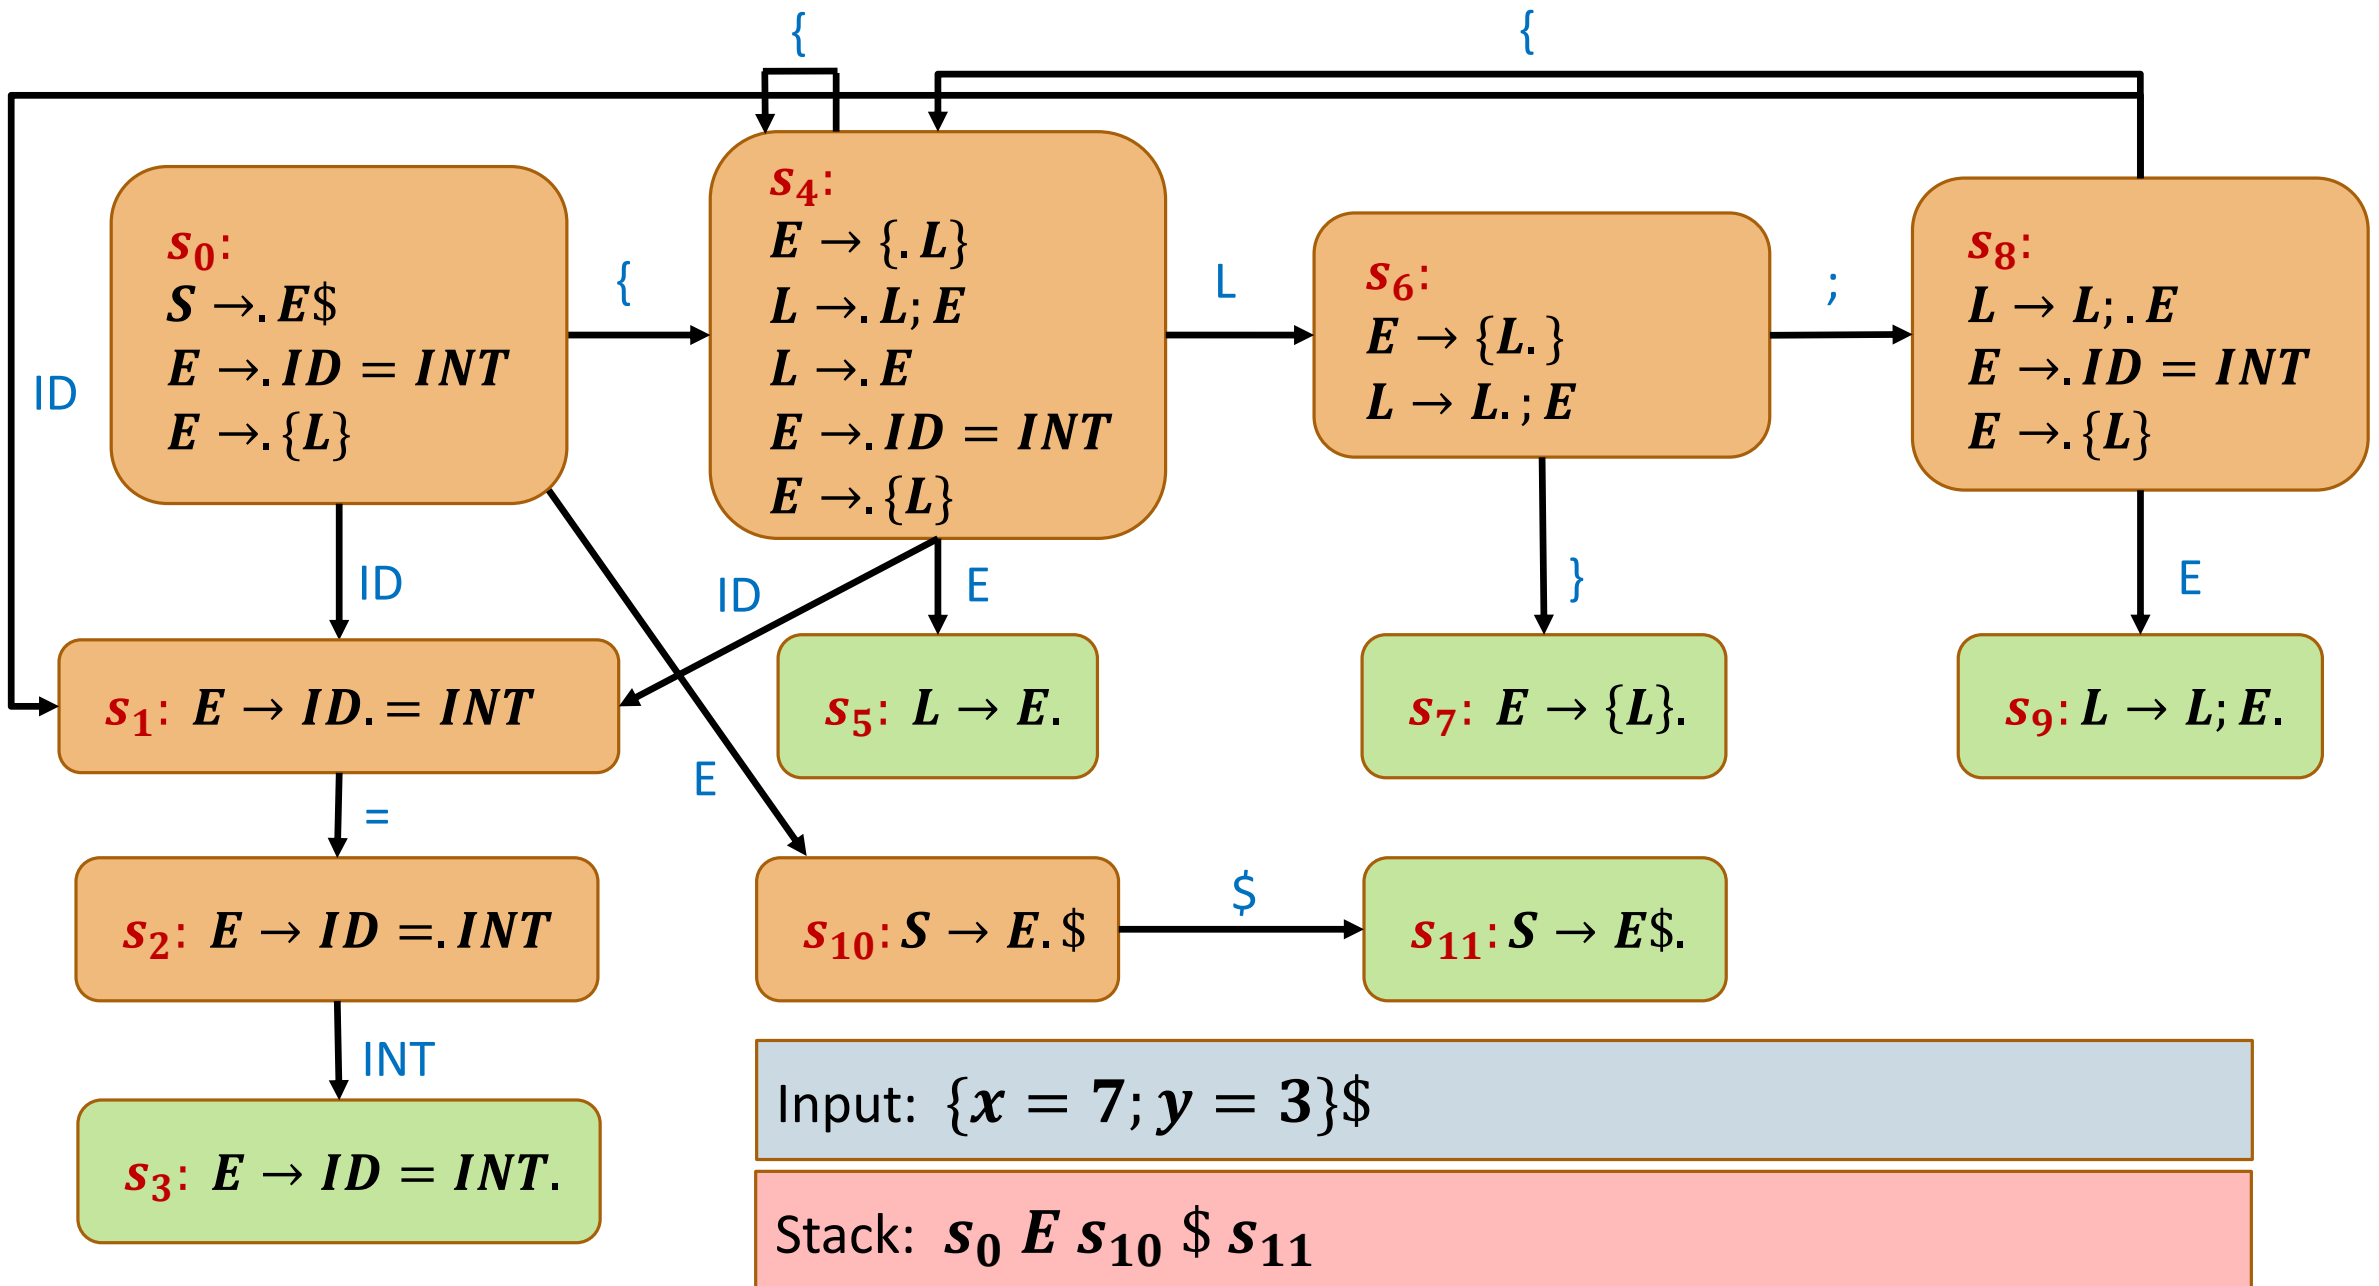 {
{
s₀:
S →. E$
E →. ID = INT
E →. {L}
{
s₄:
E → {. L}
L →. L; E
L →. E
E →. ID = INT
E →. {L}
L
s₆:
E → {L. }
L → L. ; E
;
s₈:
L → L; . E
E →. ID = INT
E →. {L}
ID
ID
ID
E
}
E
s₁: E → ID. = INT
s₅: L → E.
s₇: E → {L}.
s₉: L → L; E.
E
=
s₂: E → ID =. INT
s₁₀: S → E. $
$
s₁₁: S → E$.
INT
s₃: E → ID = INT.
Input: {x = 7; y = 3}$
Stack: s₀ E s₁₀ $ s₁₁